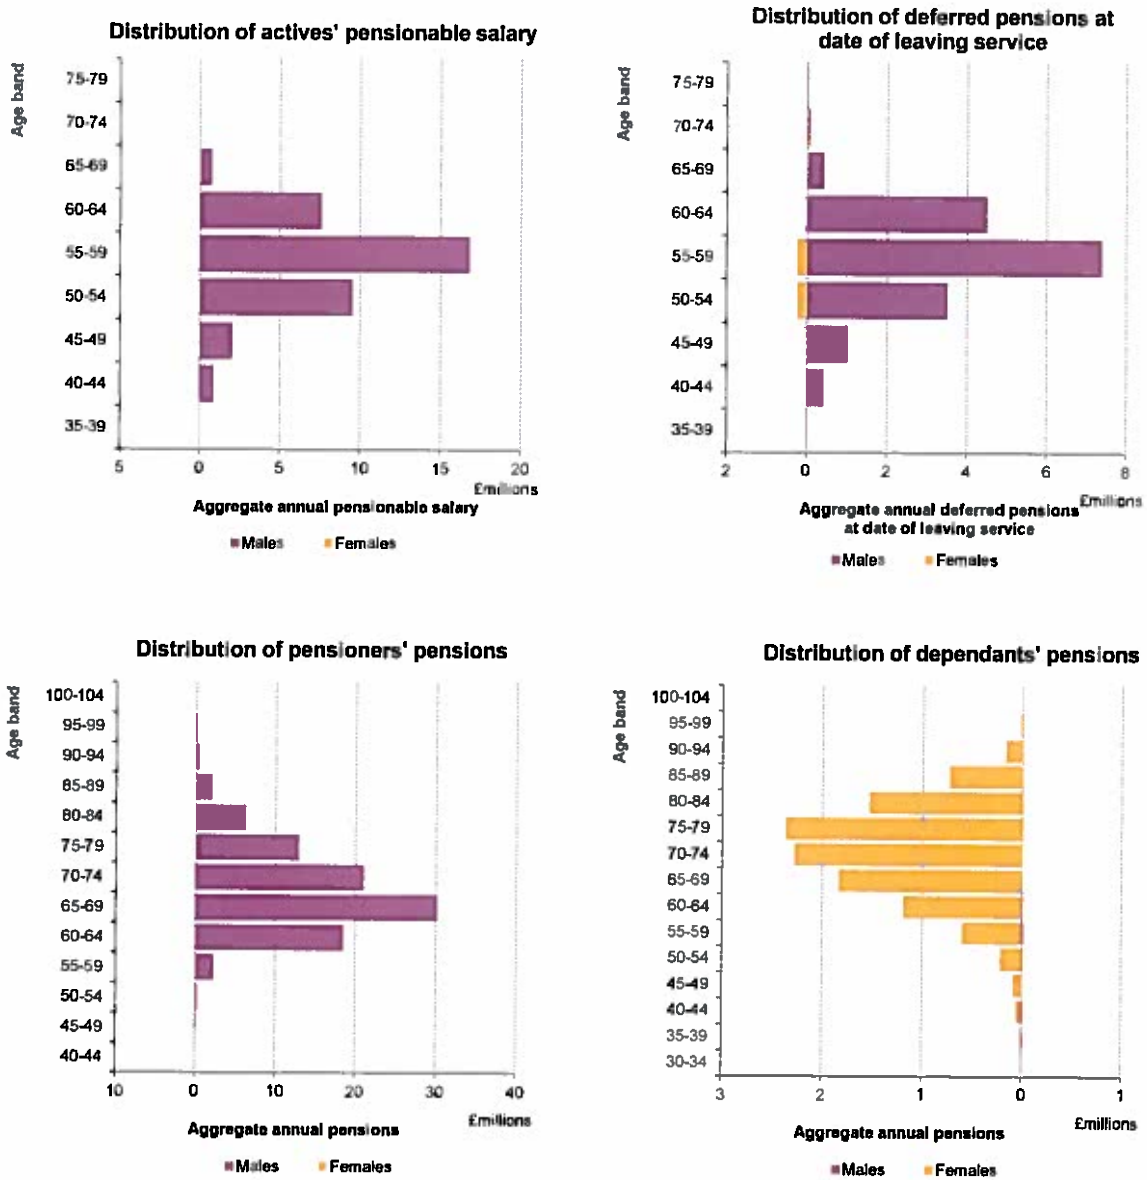 Distribution of actives' pensionable salary
Age band
75-79
70-74
65-69
60-64
55-59
50-54
45-49
40-44
35-39
5 0 5 10 15 20
£millions
Aggregate annual pensionable salary
Males Females
Distribution of deferred pensions at
date of leaving service
Age band
75-79
70-74
65-69
60-64
55-59
50-54
45-49
40-44
35-39
2 0 2 4 6 8
£millions
Aggregate annual deferred pensions
at date of leaving service
Males Females
Distribution of pensioners' pensions
Age band
100-104
95-99
90-94
85-89
80-84
75-79
70-74
65-69
60-64
55-59
50-54
45-49
40-44
10 0 10 20 30 40
£millions
Aggregate annual pensions
Males Females
Distribution of dependants' pensions
Age band
100-104
95-99
90-94
85-89
80-84
75-79
70-74
65-69
60-64
55-59
50-54
45-49
40-44
35-39
30-34
3 2 1 0 1
£millions
Aggregate annual pensions
Males Females